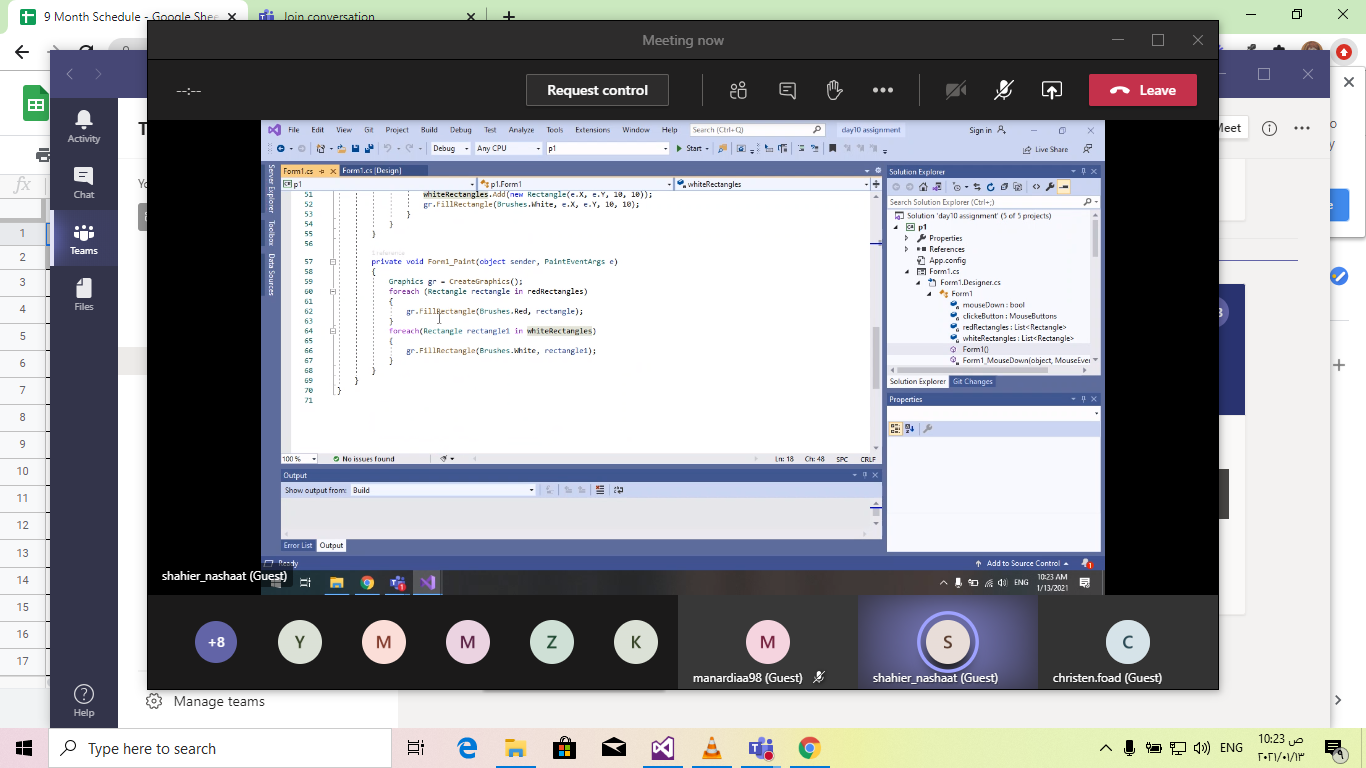 9 Month Schedule - Google Shee
Join conversation
Meeting now
--:--
Request control
Leave
Activity
Chat
Teams
Files
Help
Manage teams
Meet
fx
1
2
3
4
5
6
7
8
9
10
11
12
13
14
15
16
17
File Edit View Git Project Build Debug Test Analyze Tools Extensions Window Help Search (Ctrl+Q) day10 assignment Sign in
Debug Any CPU p1 Start Live Share
Server Explorer Toolbox Data Sources
Form1.cs Form1.cs [Design]
p1 p1.Form1 whiteRectangles
51 whiteRectangles.Add(new Rectangle(e.X, e.Y, 10, 10));
52 gr.FillRectangle(Brushes.White, e.X, e.Y, 10, 10);
53 }
54 }
55 }
56
57 private void Form1_Paint(object sender, PaintEventArgs e)
58 {
59 Graphics gr = CreateGraphics();
60 foreach (Rectangle rectangle in redRectangles)
61 {
62 gr.FillRectangle(Brushes.Red, rectangle);
63 }
64 foreach(Rectangle rectangle1 in whiteRectangles)
65 {
66 gr.FillRectangle(Brushes.White, rectangle1);
67 }
68 }
69 }
70 }
71
100 % No issues found Ln: 18 Ch: 48 SPC CRLF
Output
Show output from: Build
Error List Output
Ready
Add to Source Control
Solution Explorer
Search Solution Explorer (Ctrl+;)
Solution 'day10 assignment' (5 of 5 projects)
p1
Properties
References
App.config
Form1.cs
Form1.Designer.cs
Form1
mouseDown : bool
clickeButton : MouseButtons
redRectangles : List<Rectangle>
whiteRectangles : List<Rectangle>
Form1()
Form1_MouseDown(object, MouseEver
Solution Explorer Git Changes
Properties
ENG 10:23 AM
1/13/2021
shahier_nashaat (Guest)
+8 Y M M Z K M S C
manardiaa98 (Guest)
shahier_nashaat (Guest)
christen.foad (Guest)
Type here to search
ENG
10:23 ص
٢٠٢١/٠١/١٣